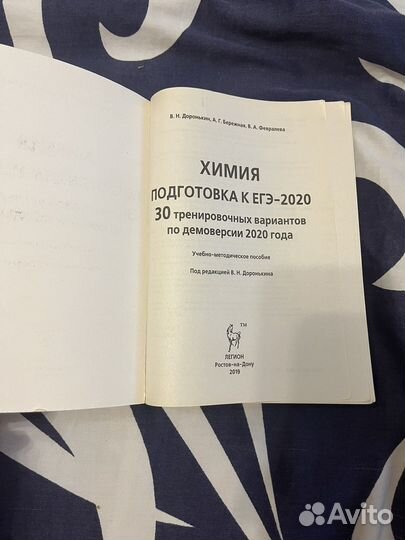 В. Н. Доронькин, А. Г. Бережная, В. А. Февралева
ХИМИЯ
ПОДГОТОВКА К ЕГЭ-2020
30 тренировочных вариантов
по демоверсии 2020 года
Учебно-методическое пособие
Под редакцией В. Н. Доронькина
TM
ЛЕГИОН
Ростов-на-Дону
2019
Avito